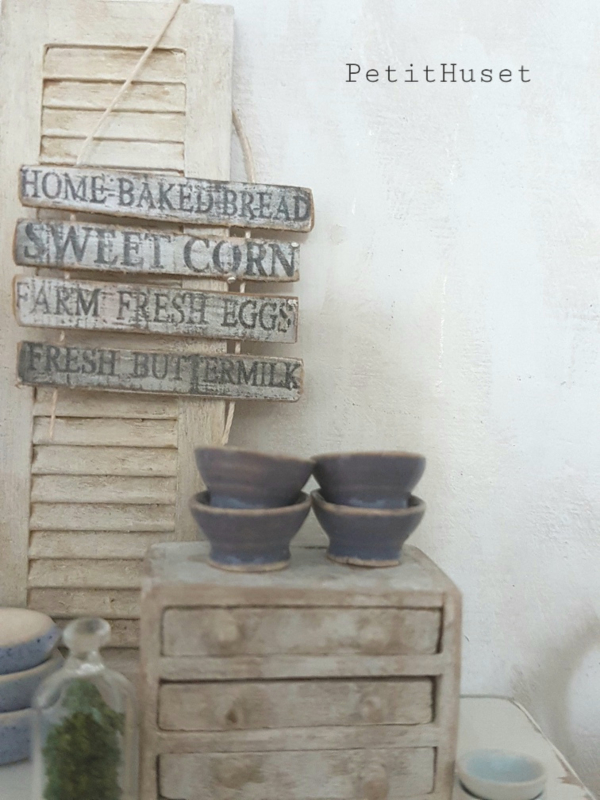 PetitHuset
HOME-BAKED BREAD
SWEET CORN
FARM FRESH EGGS
FRESH BUTTERMILK